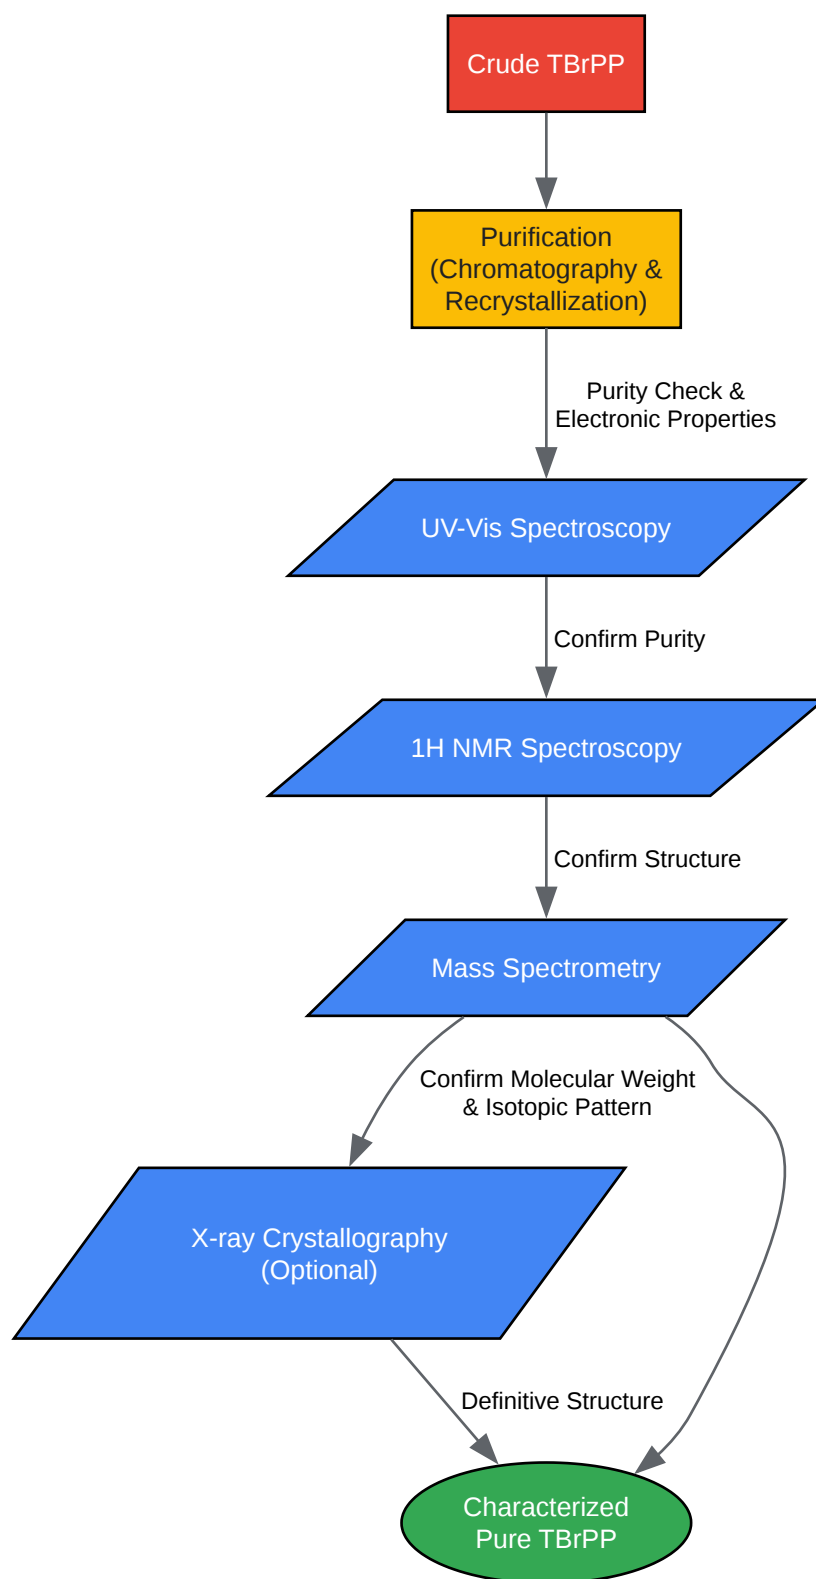 Crude TBrPP
Purification
(Chromatography &
Recrystallization)
Purity Check &
Electronic Properties
UV-Vis Spectroscopy
Confirm Purity
1H NMR Spectroscopy
Confirm Structure
Mass Spectrometry
Confirm Molecular Weight
& Isotopic Pattern
X-ray Crystallography
(Optional)
Definitive Structure
Characterized
Pure TBrPP